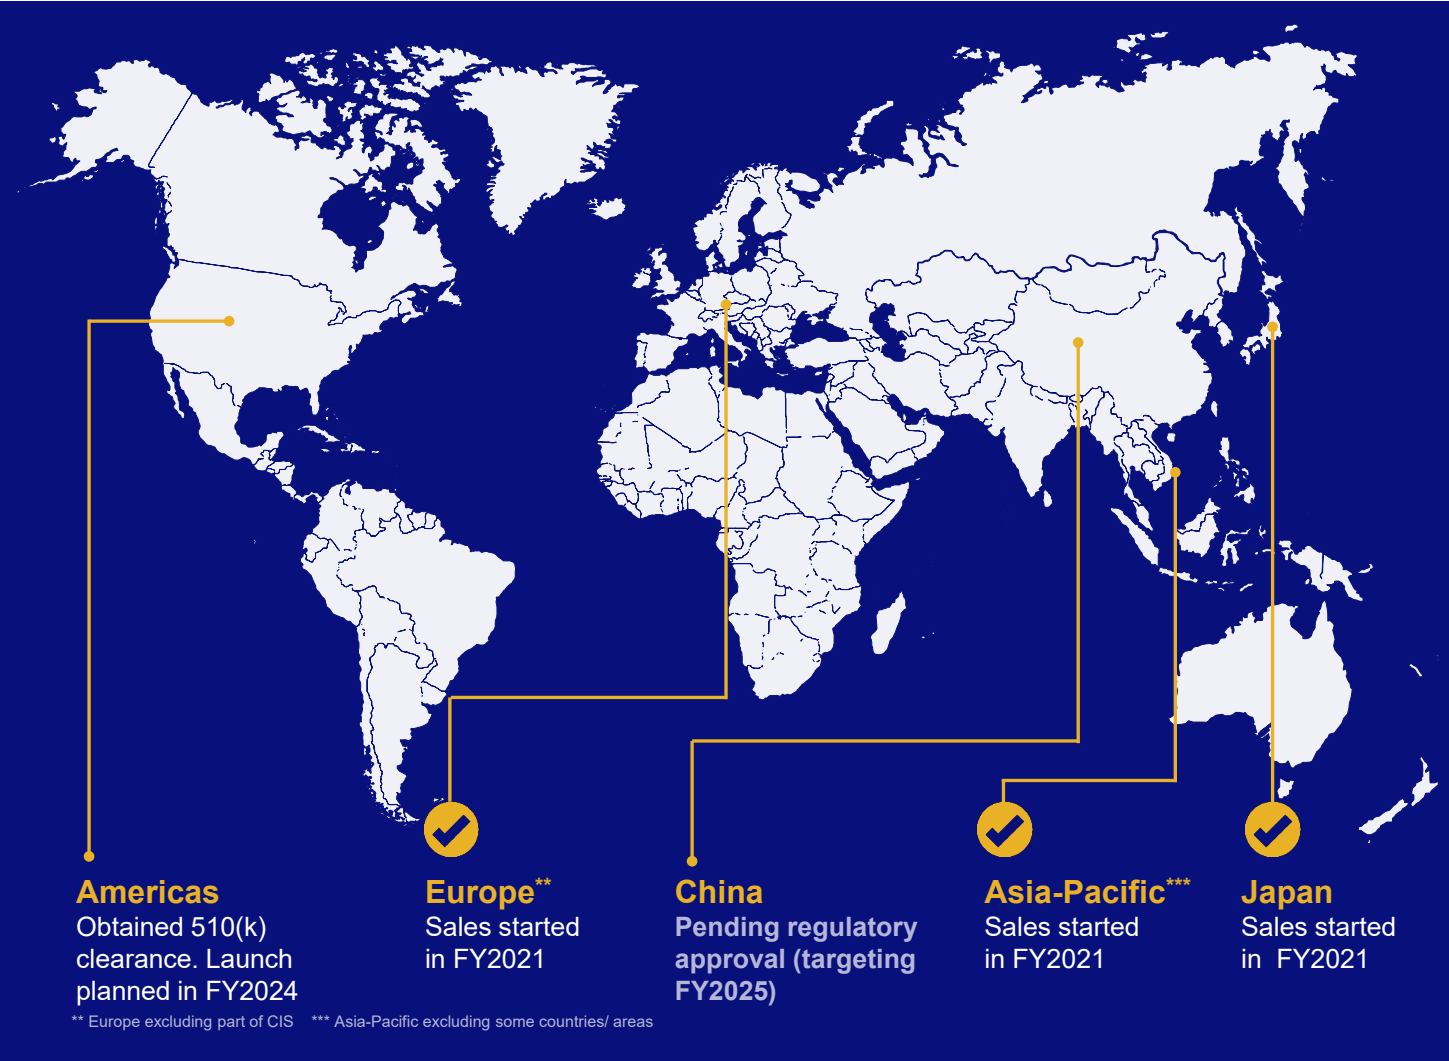 Americas
Obtained 510(k)
clearance. Launch
planned in FY2024
Europe**
Sales started
in FY2021
China
Pending regulatory
approval (targeting
FY2025)
Asia-Pacific***
Sales started
in FY2021
Japan
Sales started
in  FY2021
** Europe excluding part of CIS    *** Asia-Pacific excluding some countries/ areas